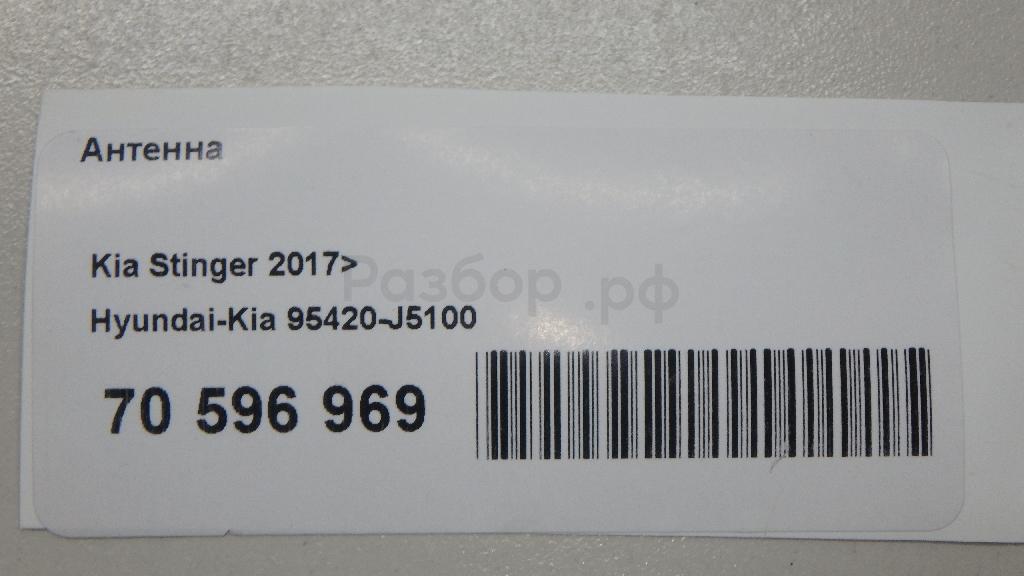 Антенна
Kia Stinger 2017>
Разбор.рф
Hyundai-Kia 95420-J5100
70 596 969